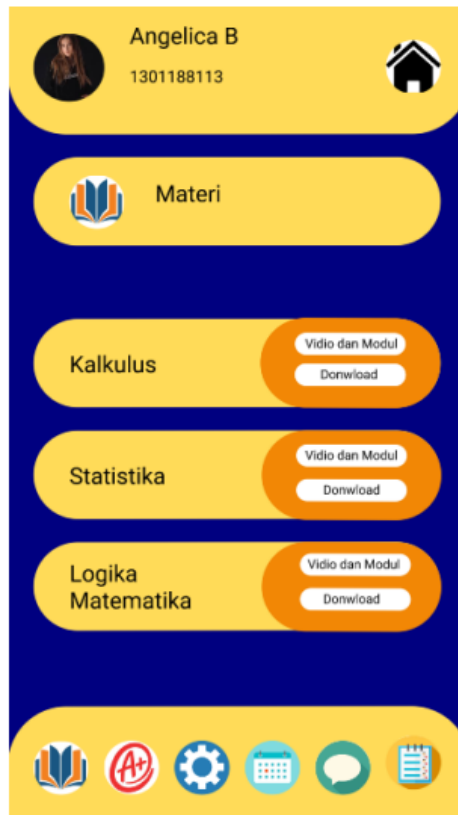 Angelica B
1301188113
Materi
Kalkulus
Vidio dan Modul
Donwload
Statistika
Vidio dan Modul
Donwload
Logika
Matematika
Vidio dan Modul
Donwload
A+